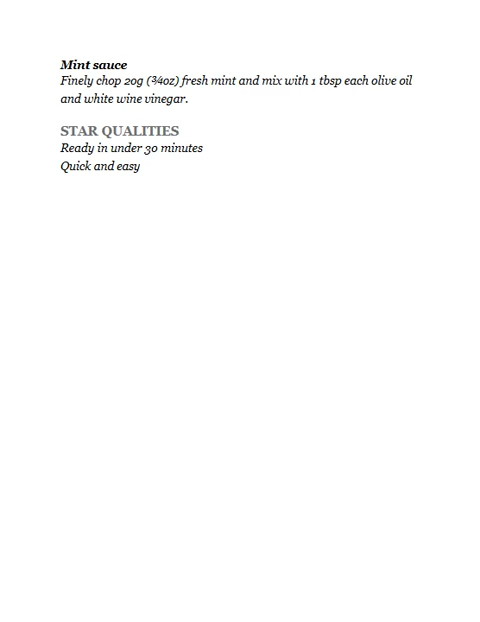 Mint sauce
Finely chop 20g (¾oz) fresh mint and mix with 1 tbsp each olive oil
and white wine vinegar.
STAR QUALITIES
Ready in under 30 minutes
Quick and easy